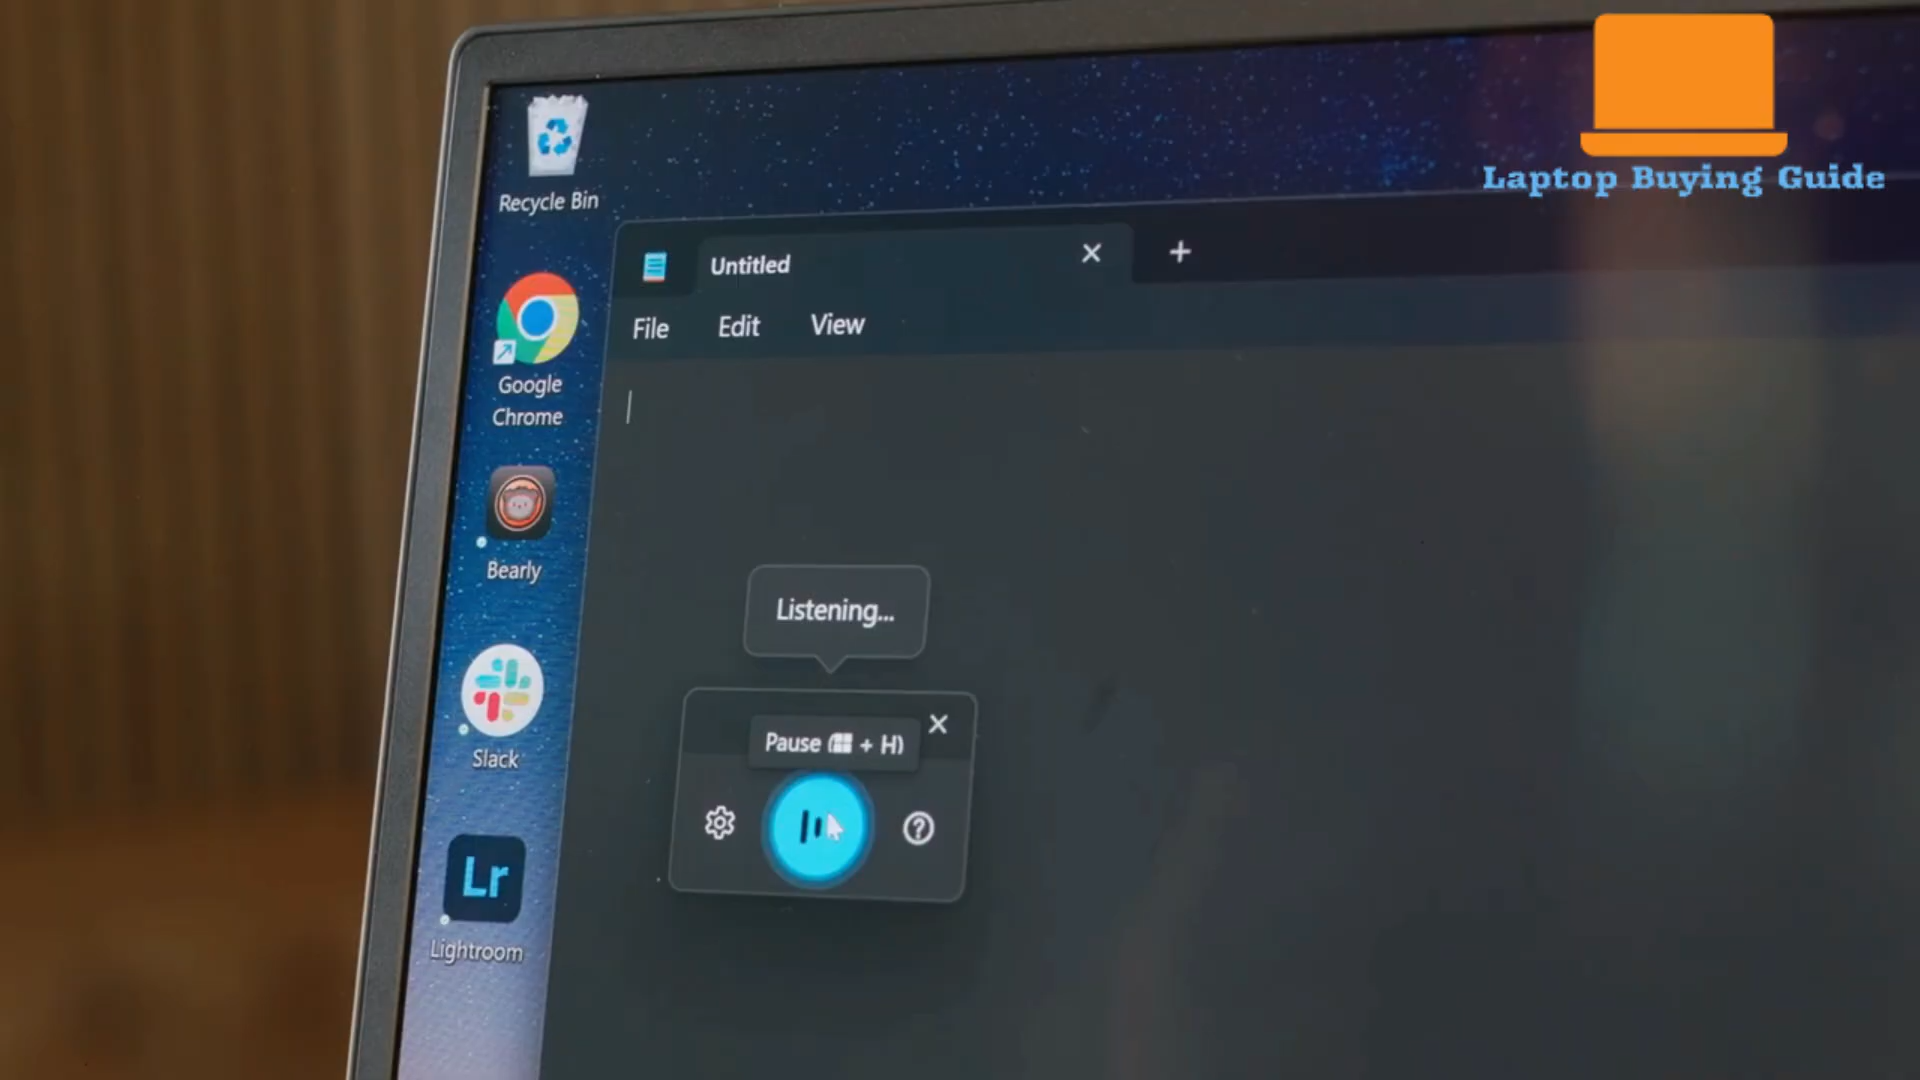 Laptop Buying Guide
Recycle Bin
Untitled
File Edit View
Google
Chrome
Bearly
Listening...
Pause ( + H)
Slack
Lr
Lightroom